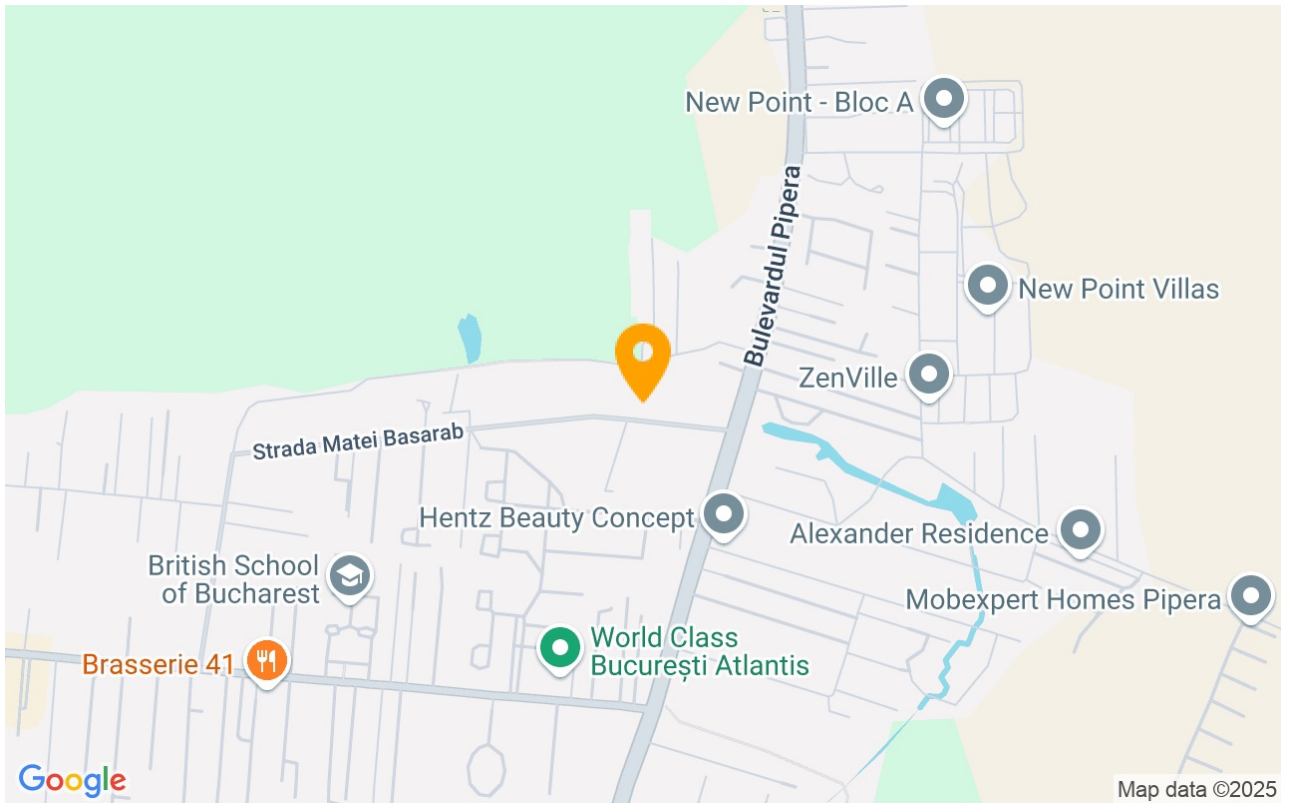 New Point - Bloc A
Bulevardul Pipera
New Point Villas
ZenVille
Strada Matei Basarab
Hentz Beauty Concept
Alexander Residence
British School
of Bucharest
Mobexpert Homes Pipera
World Class
București Atlantis
Brasserie 41
Google
Map data ©2025